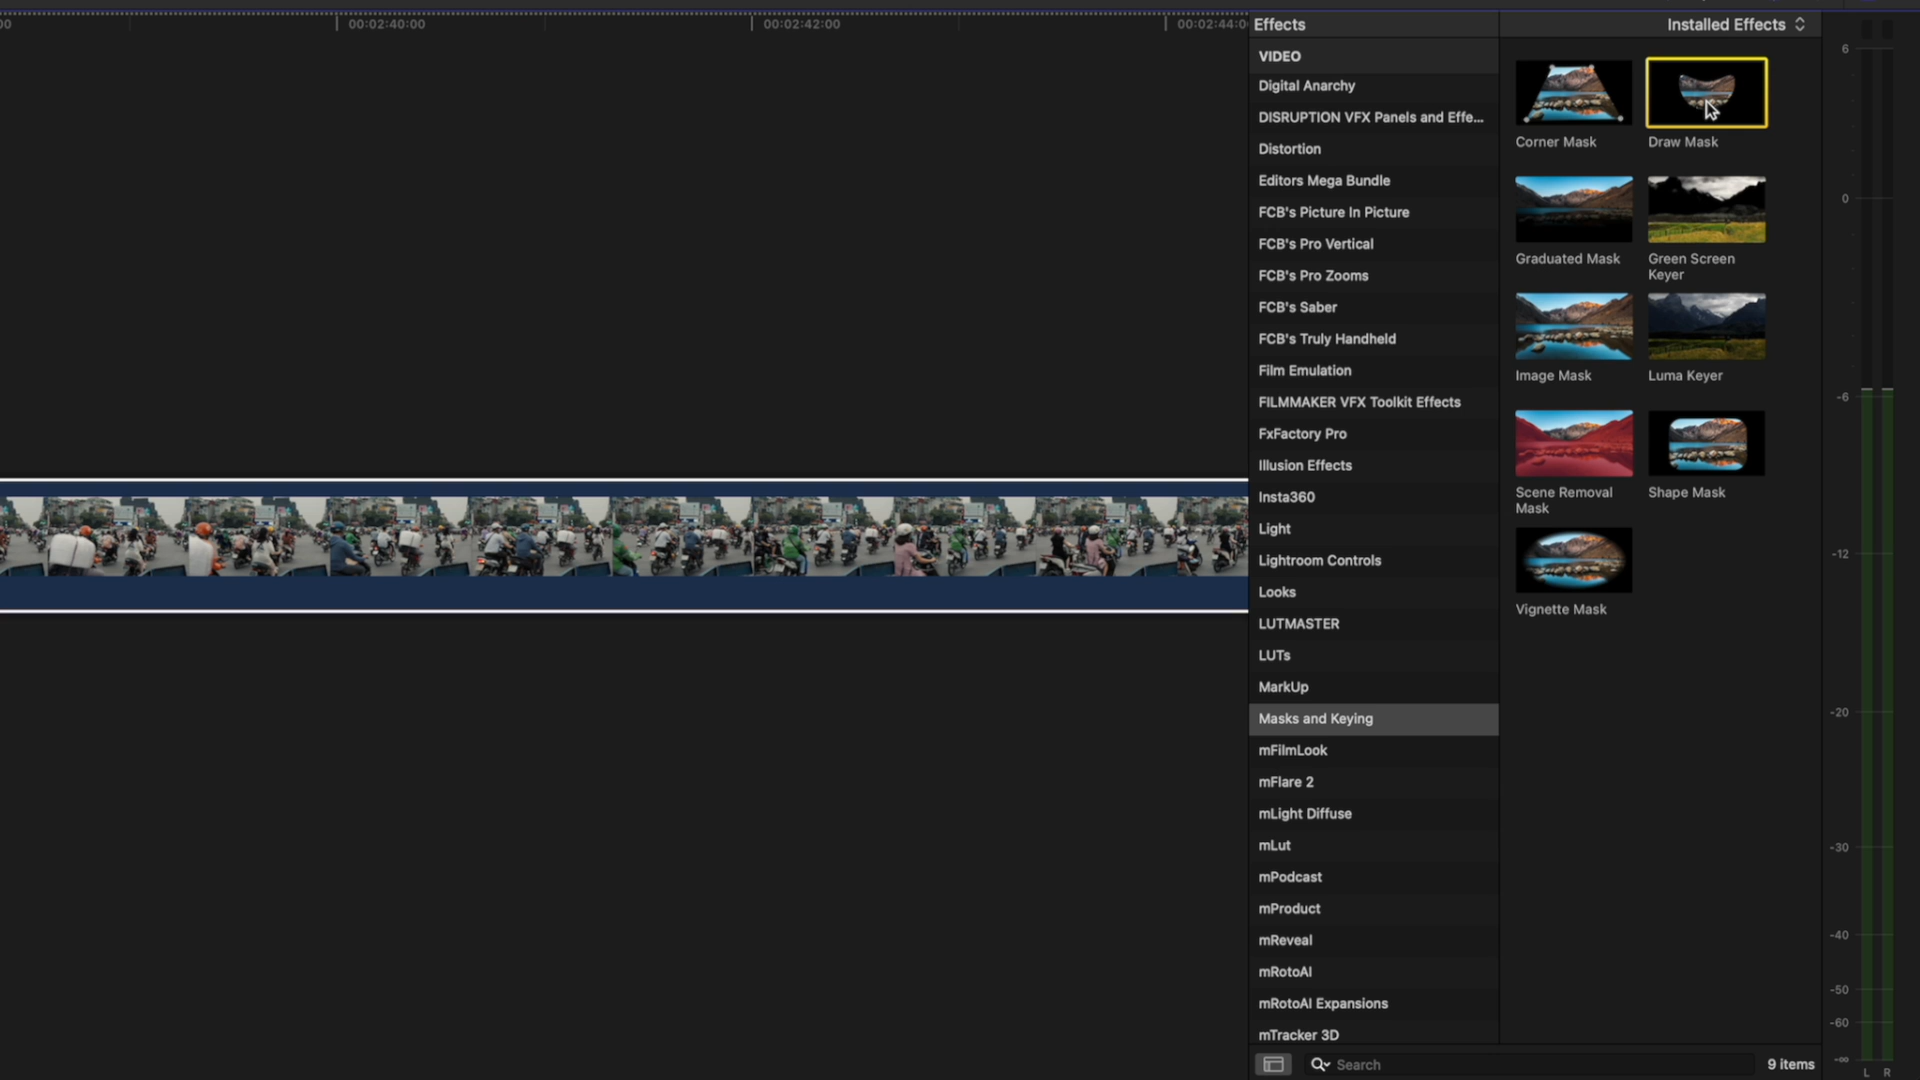 00:02:40:00
00:02:42:00
00:02:44:0
Effects
Installed Effects
VIDEO
Digital Anarchy
DISRUPTION VFX Panels and Effe...
Distortion
Editors Mega Bundle
FCB's Picture In Picture
FCB's Pro Vertical
FCB's Pro Zooms
FCB's Saber
FCB's Truly Handheld
Film Emulation
FILMMAKER VFX Toolkit Effects
FxFactory Pro
Illusion Effects
Insta360
Light
Lightroom Controls
Looks
LUTMASTER
LUTs
MarkUp
Masks and Keying
mFilmLook
mFlare 2
mLight Diffuse
mLut
mPodcast
mProduct
mReveal
mRotoAI
mRotoAI Expansions
mTracker 3D
Corner Mask
Draw Mask
Graduated Mask
Green Screen
Keyer
Image Mask
Luma Keyer
Scene Removal
Mask
Shape Mask
Vignette Mask
Search
9 items
6
0
-6
-12
-20
-30
-40
-50
-60
-∞
L R